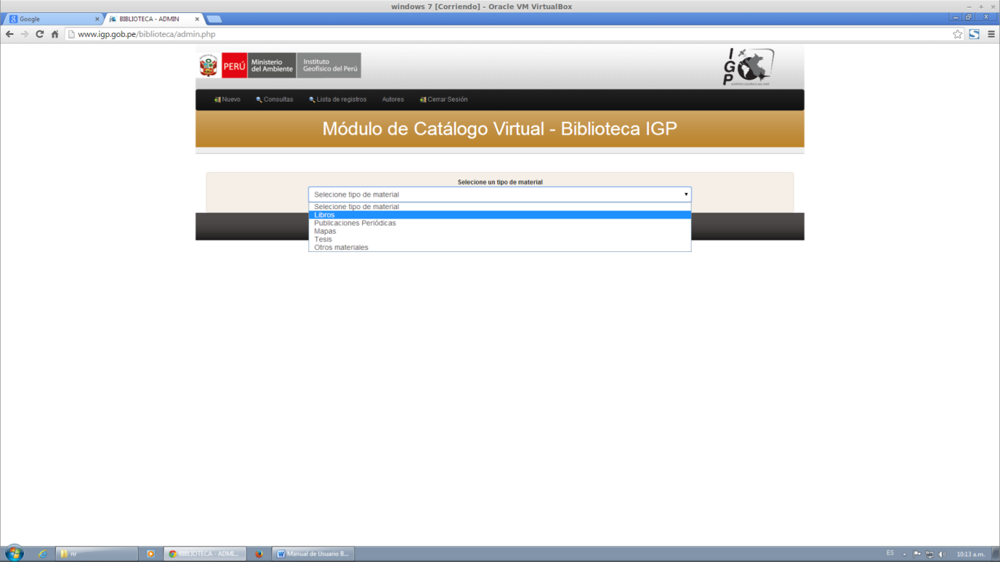 windows 7 [Corriendo] - Oracle VM VirtualBox
Google
BIBLIOTECA - ADMIN
www.igp.gob.pe/biblioteca/admin.php
PERÚ
Ministerio
del Ambiente
Instituto
Geofísico del Perú
I
G
P
Nuevo
Consultas
Lista de registros
Autores
Cerrar Sesión
Módulo de Catálogo Virtual - Biblioteca IGP
Selecione un tipo de material
Selecione tipo de material
Selecione tipo de material
Libros
Publicaciones Periódicas
Mapas
Tesis
Otros materiales
nr
BIBLIOTECA - ADMI...
Manual de Usuario B...
ES
10:13 a.m.